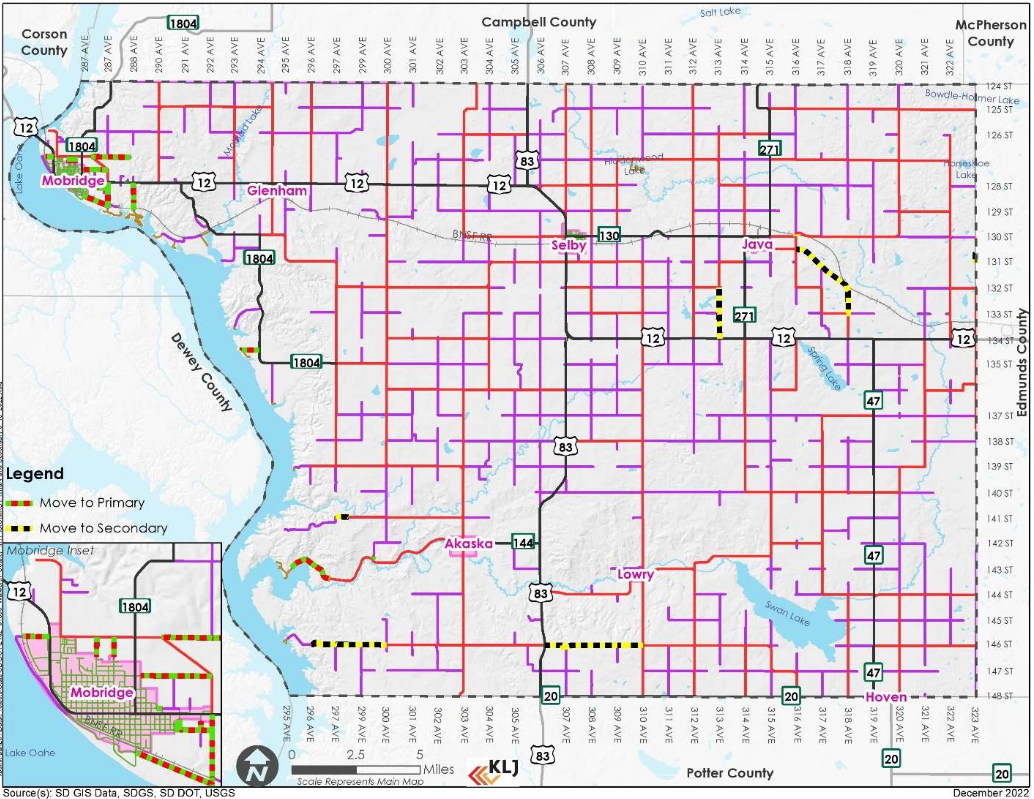 1804
Campbell County
Salt Lake
Corson
County
McPherson
County
287 AVE
287 AVE
288 AVE
290 AVE
291 AVE
292 AVE
293 AVE
294 AVE
295 AVE
296 AVE
297 AVE
299 AVE
300 AVE
301 AVE
302 AVE
303 AVE
304 AVE
305 AVE
306 AVE
307 AVE
308 AVE
309 AVE
310 AVE
311 AVE
312 AVE
313 AVE
314 AVE
315 AVE
316 AVE
317 AVE
318 AVE
319 AVE
320 AVE
321 AVE
322 AVE
124 ST
Bowdle-Hosmer Lake
125 ST
12
1804
83
271
126 ST
Lake Oahe
Hiddenwood
Lake
Horseshoe
Lake
Mobridge
12
Glenham
12
12
128 ST
129 ST
BNSF RR
Selby
130
Java
130 ST
1804
131 ST
132 ST
271
133 ST
12
12
12
134 ST
Dewey County
1804
Spring Lake
135 ST
Edmunds County
47
137 ST
83
138 ST
139 ST
Legend
Move to Primary
Move to Secondary
140 ST
141 ST
Akaska
144
47
142 ST
Lowry
143 ST
83
144 ST
Swan Lake
146 ST
47
147 ST
20
20
Hoven
148 ST
Mobridge Inset
12
1804
Mobridge
BNSF RR
Lake Oahe
295 AVE
296 AVE
297 AVE
299 AVE
300 AVE
301 AVE
302 AVE
303 AVE
304 AVE
305 AVE
307 AVE
308 AVE
309 AVE
310 AVE
311 AVE
312 AVE
313 AVE
314 AVE
315 AVE
316 AVE
317 AVE
318 AVE
319 AVE
320 AVE
321 AVE
322 AVE
323 AVE
N
0 2.5 5
Miles
Scale Represents Main Map
KLJ
83
Potter County
20
20
Source(s): SD GIS Data, SDGS, SD DOT, USGS
December 2022